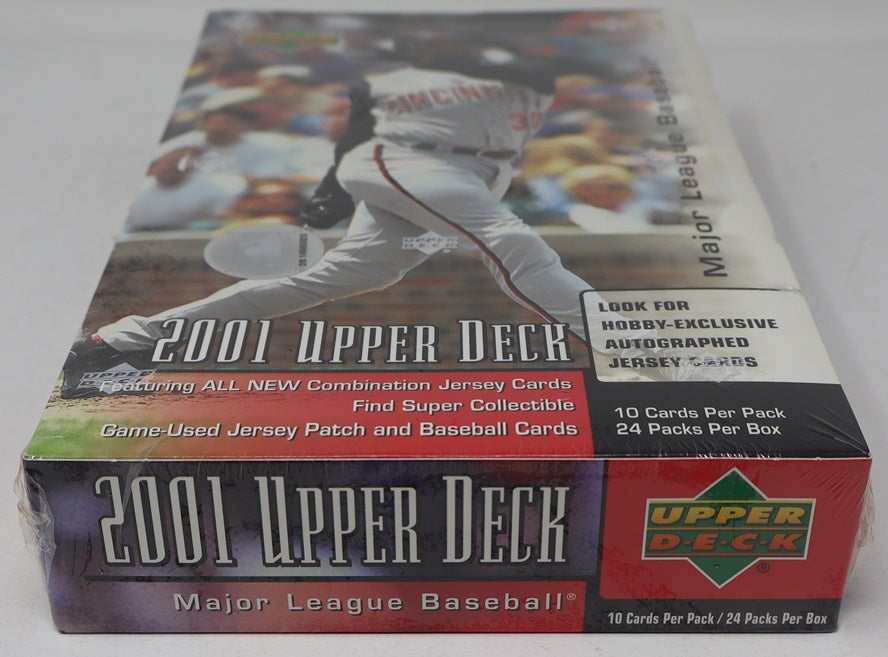 CINCINNATI
30
Major League Baseball
UPPER DECK
2001 UPPER DECK
LOOK FOR
HOBBY-EXCLUSIVE
AUTOGRAPHED
JERSEY CARDS
Featuring ALL NEW Combination Jersey Cards
Find Super Collectible
Game-Used Jersey Patch and Baseball Cards
10 Cards Per Pack
24 Packs Per Box
2001 UPPER DECK
Major League Baseball®
UPPER
D•E•C•K
®
10 Cards Per Pack / 24 Packs Per Box